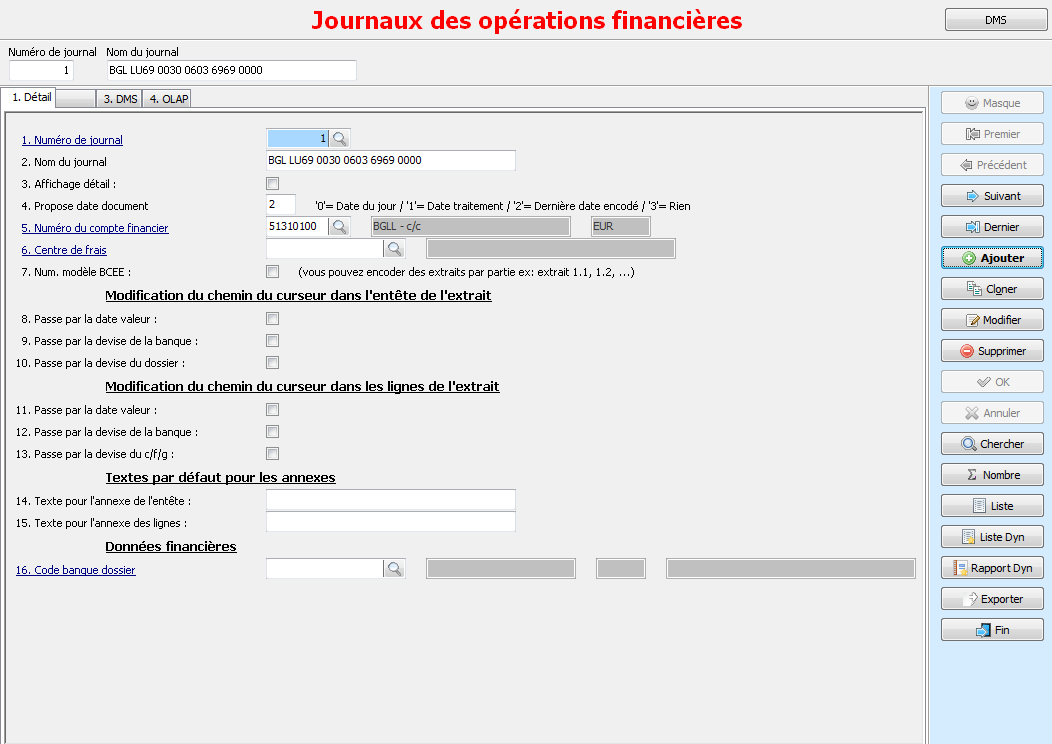 Journaux des opérations financières
DMS
Numéro de journal Nom du journal
1 BGL LU69 0030 0603 6969 0000
1. Détail 3. DMS 4. OLAP
1. Numéro de journal 1
2. Nom du journal BGL LU69 0030 0603 6969 0000
3. Affichage détail :
4. Propose date document 2 '0'= Date du jour / '1'= Date traitement / '2'= Dernière date encodé / '3'= Rien
5. Numéro du compte financier 51310100 BGLL - c/c EUR
6. Centre de frais
7. Num. modèle BCEE : (vous pouvez encoder des extraits par partie ex: extrait 1.1, 1.2, ...)
Modification du chemin du curseur dans l'entête de l'extrait
8. Passe par la date valeur :
9. Passe par la devise de la banque :
10. Passe par la devise du dossier :
Modification du chemin du curseur dans les lignes de l'extrait
11. Passe par la date valeur :
12. Passe par la devise de la banque :
13. Passe par la devise du c/f/g :
Textes par défaut pour les annexes
14. Texte pour l'annexe de l'entête :
15. Texte pour l'annexe des lignes :
Données financières
16. Code banque dossier
Masque
Premier
Précédent
Suivant
Dernier
Ajouter
Cloner
Modifier
Supprimer
OK
Annuler
Chercher
Nombre
Liste
Liste Dyn
Rapport Dyn
Exporter
Fin